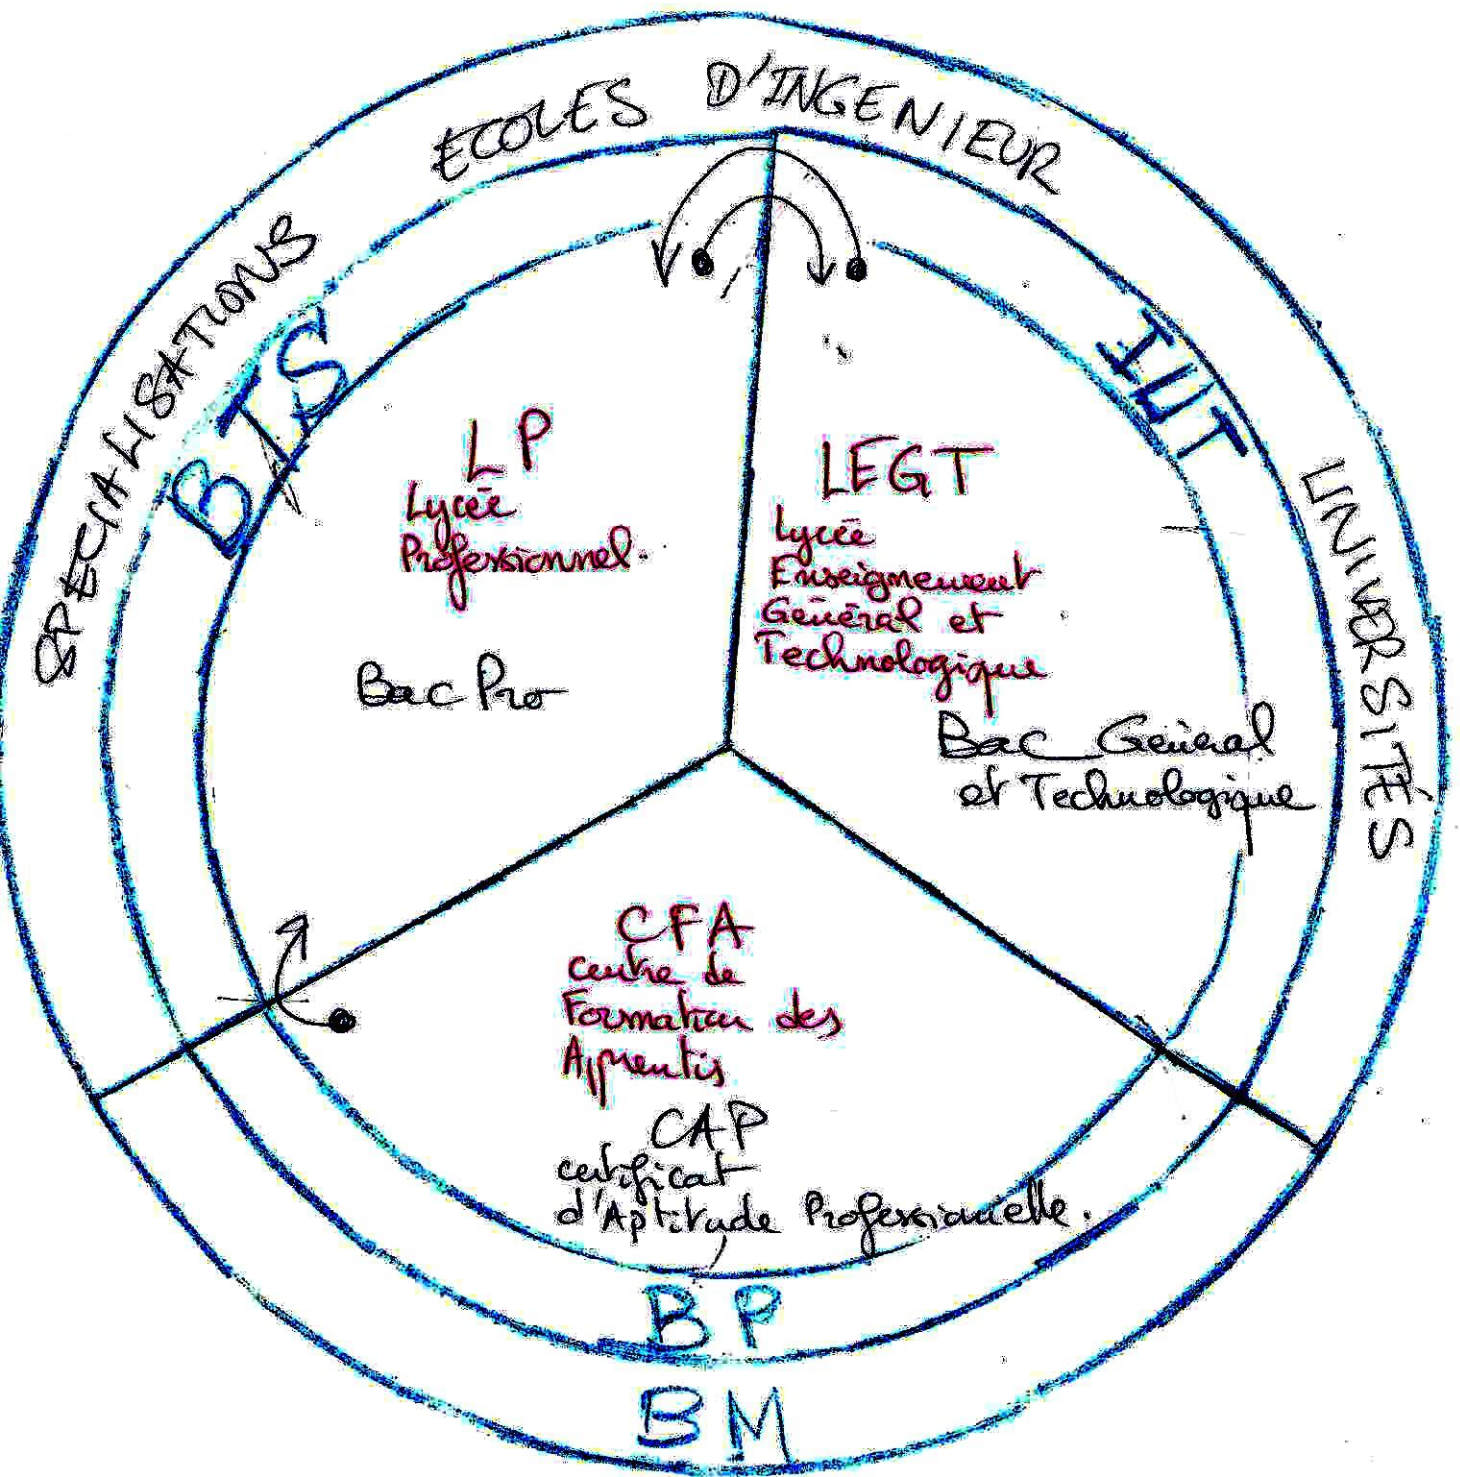 ECOLES D'INGENIEUR
SPECIALISATIONS
UNIVERSITÉS
BTS
IUT
LP
Lycée
Professionnel.
Bac Pro
LEGT
Lycée
Enseignement
Général et
Technologique
Bac Général
et Technologique
CFA
Centre de
Formation des
Apprentis
CAP
certificat
d'Aptitude Professionnielle.
BP
BM